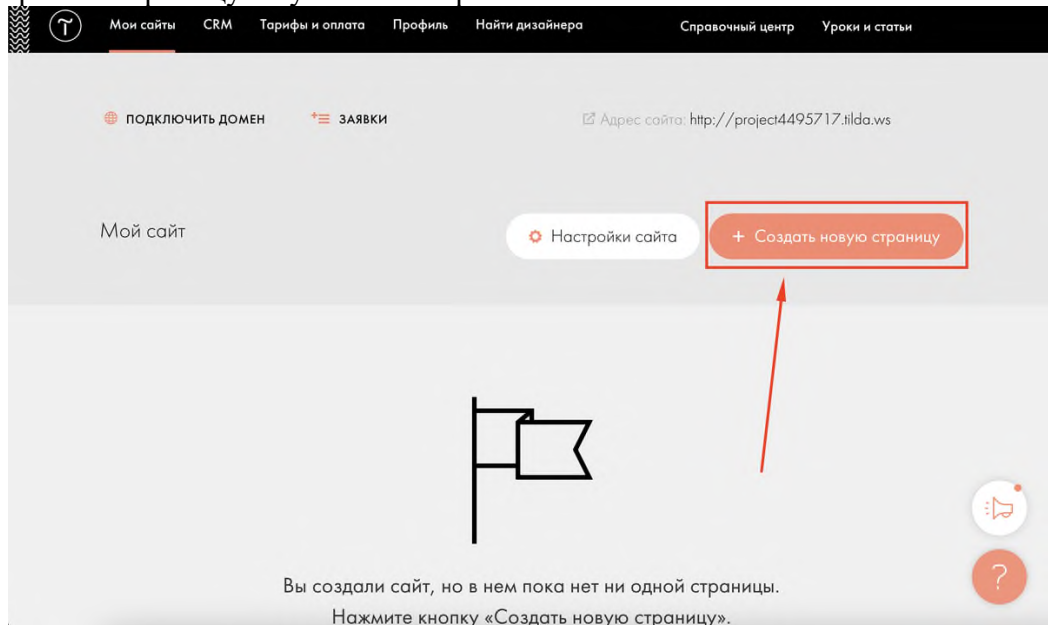 Мои сайты CRM Тарифы и оплата Профиль Найти дизайнера Справочный центр Уроки и статьи
ПОДКЛЮЧИТЬ ДОМЕН ЗАЯВКИ Адрес сайта: http://project4495717.tilda.ws
Мой сайт Настройки сайта + Создать новую страницу
?
Вы создали сайт, но в нем пока нет ни одной страницы.
Нажмите кнопку «Создать новую страницу».